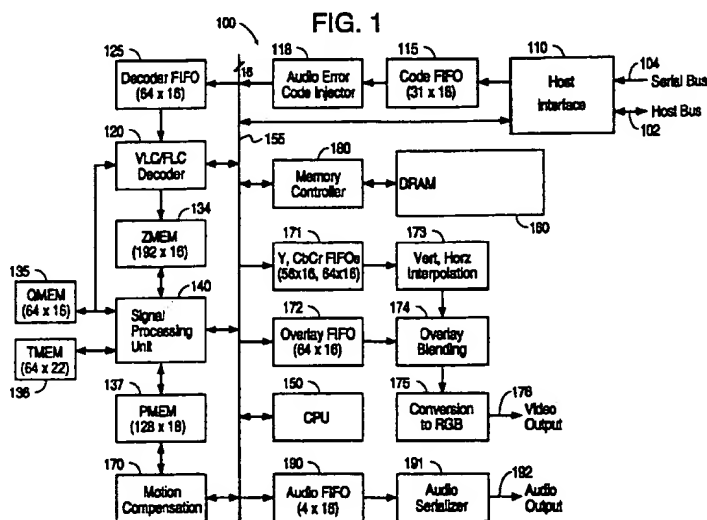 FIG. 1
100
125
Decoder FIFO
(64 x 16)
16
118
Audio Error
Code Injector
115
Code FIFO
(31 x 16)
110
Host
Interface
104
Serial Bus
Host Bus
102
120
VLC/FLC
Decoder
155
180
Memory
Controller
DRAM
160
134
ZMEM
(192 x 16)
171
Y, CbCr FIFOs
(56x16, 64x16)
173
Vert, Horz
Interpolation
135
QMEM
(64 x 16)
140
Signal
Processing
Unit
172
Overlay FIFO
(64 x 16)
174
Overlay
Blending
TMEM
(64 x 22)
136
137
PMEM
(128 x 18)
150
CPU
175
Conversion
to RGB
176
Video
Output
170
Motion
Compensation
190
Audio FIFO
(4 x 16)
191
Audio
Serializer
192
Audio
Output